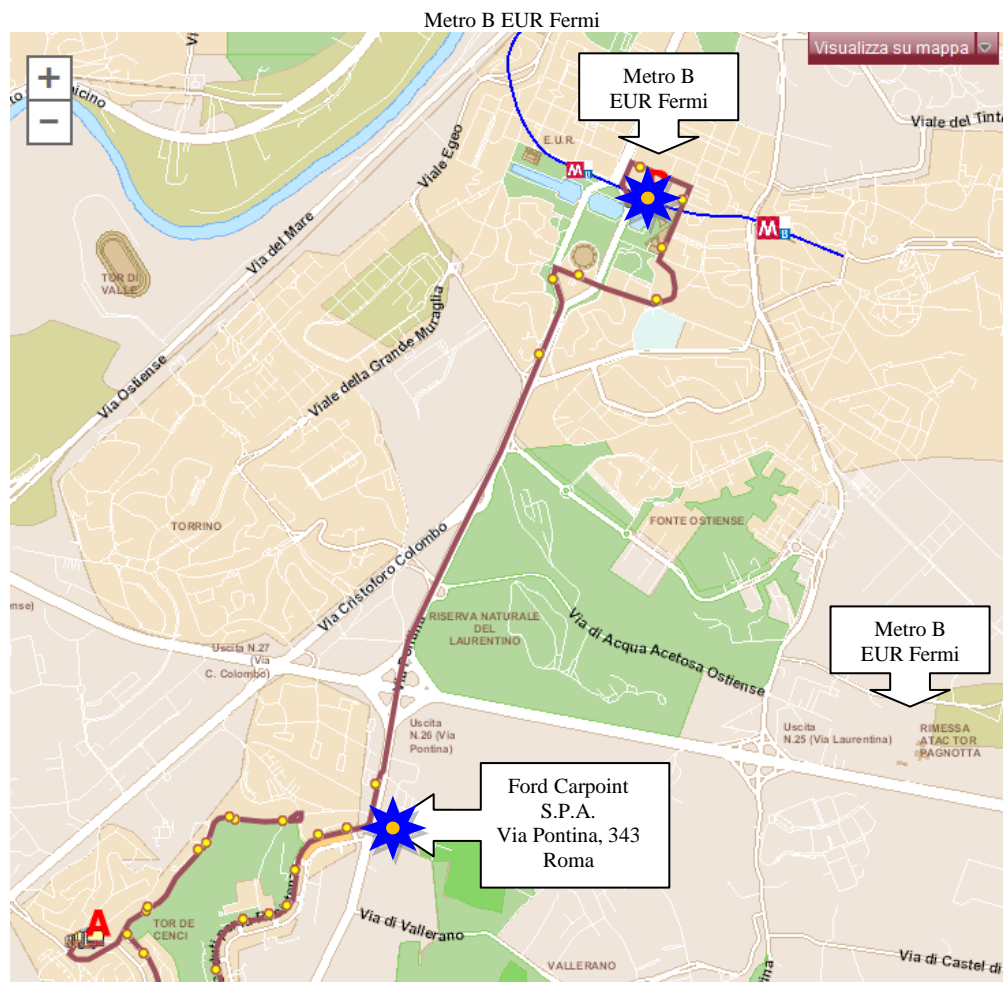 Metro B EUR Fermi
Visualizza su mappa
+
−
Metro B
EUR Fermi
Viale del Tinta
Viale Egeo
E.U.R.
M
B
M
B
Via del Mare
TOR DI
VALLE
Viale della Grande Muraglia
Via Ostiense
TORRINO
FONTE OSTIENSE
Via Cristoforo Colombo
RISERVA NATURALE
DEL
LAURENTINO
Via di Acqua Acetosa Ostiense
Metro B
EUR Fermi
Uscita N.27
(Via
C. Colombo)
Via Pontina
Uscita
N.26 (Via
Pontina)
Uscita
N.25 (Via Laurentina)
RIMESSA
ATAC TOR
PAGNOTTA
Ford Carpoint
S.P.A.
Via Pontina, 343
Roma
A
TOR DE
CENCI
Via di Vallerano
VALLERANO
Via di Castel di